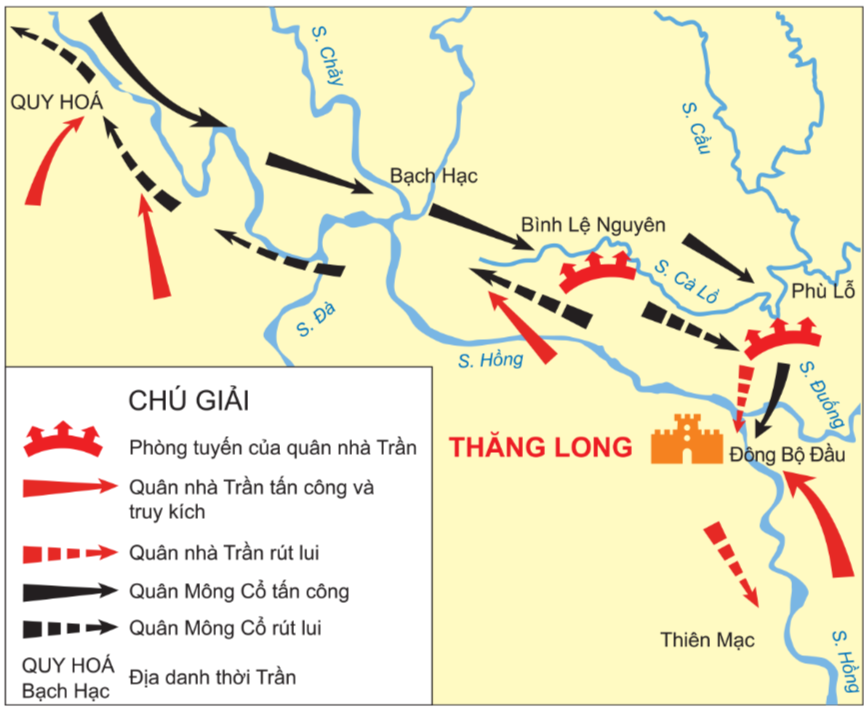 S. Chảy
QUY HOÁ
S. Cầu
Bạch Hạc
Bình Lệ Nguyên
S. Cà Lồ
Phù Lỗ
S. Đà
S. Hồng
S. Đuống
CHÚ GIẢI
Phòng tuyến của quân nhà Trần
Quân nhà Trần tấn công và
truy kích
Quân nhà Trần rút lui
Quân Mông Cổ tấn công
Quân Mông Cổ rút lui
QUY HOÁ
Bạch Hạc
Địa danh thời Trần
THĂNG LONG
Đông Bộ Đầu
Thiên Mạc
S. Hồng